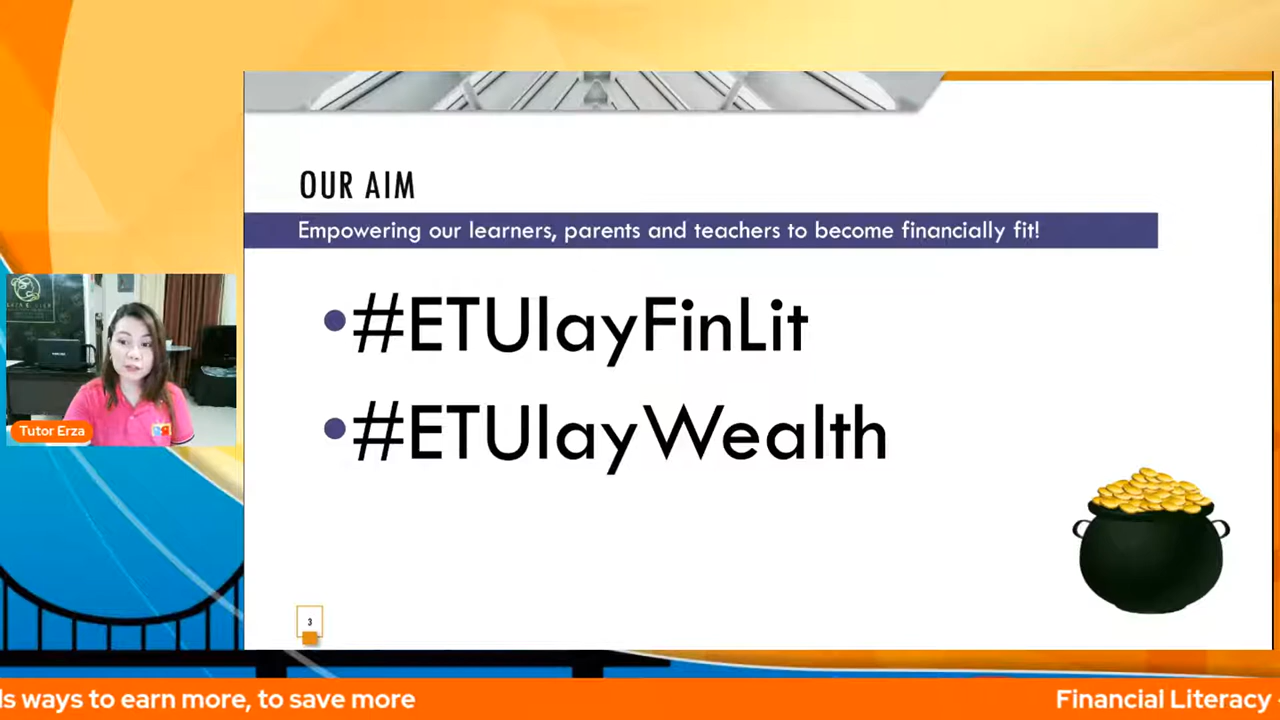 OUR AIM
Empowering our learners, parents and teachers to become financially fit!
•#ETUlayFinLit
•#ETUlayWealth
Tutor Erza
3
ls ways to earn more, to save more
Financial Literacy